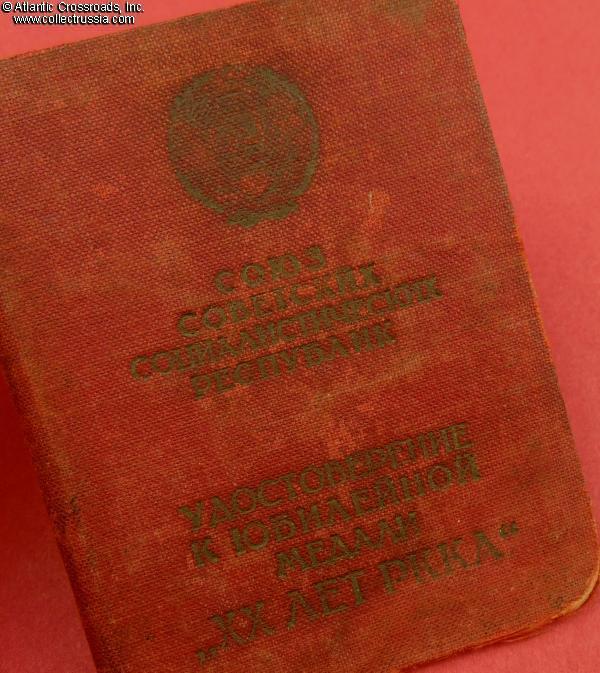 © Atlantic Crossroads, Inc.
www.collectrussia.com
СОЮЗ
СОВЕТСКИХ
СОЦИАЛИСТИЧЕСКИХ
РЕСПУБЛИК
УДОСТОВЕРЕНИЕ
К ЮБИЛЕЙНОЙ
МЕДАЛИ
„XX ЛЕТ РККА“